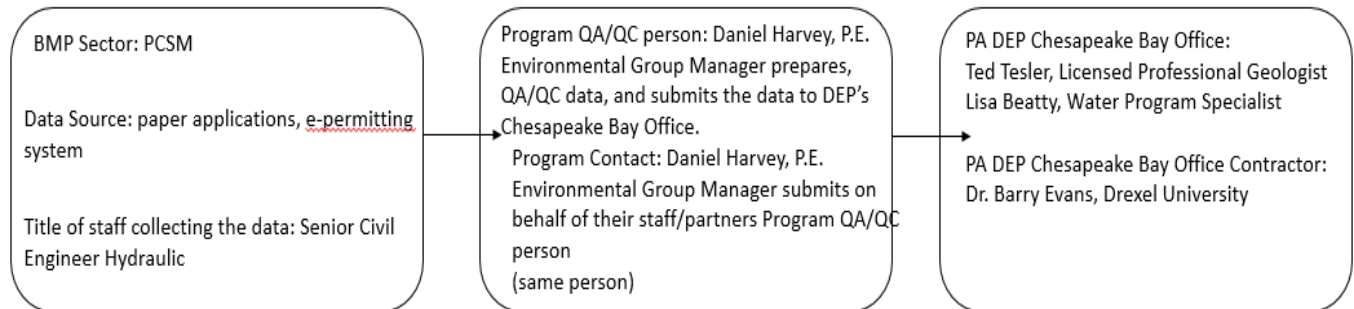 BMP Sector: PCSM
Data Source: paper applications, e-permitting
system
Title of staff collecting the data: Senior Civil
Engineer Hydraulic
Program QA/QC person: Daniel Harvey, P.E.
Environmental Group Manager prepares,
QA/QC data, and submits the data to DEP’s
Chesapeake Bay Office.
Program Contact: Daniel Harvey, P.E.
Environmental Group Manager submits on
behalf of their staff/partners Program QA/QC
person
(same person)
PA DEP Chesapeake Bay Office:
Ted Tesler, Licensed Professional Geologist
Lisa Beatty, Water Program Specialist
PA DEP Chesapeake Bay Office Contractor:
Dr. Barry Evans, Drexel University